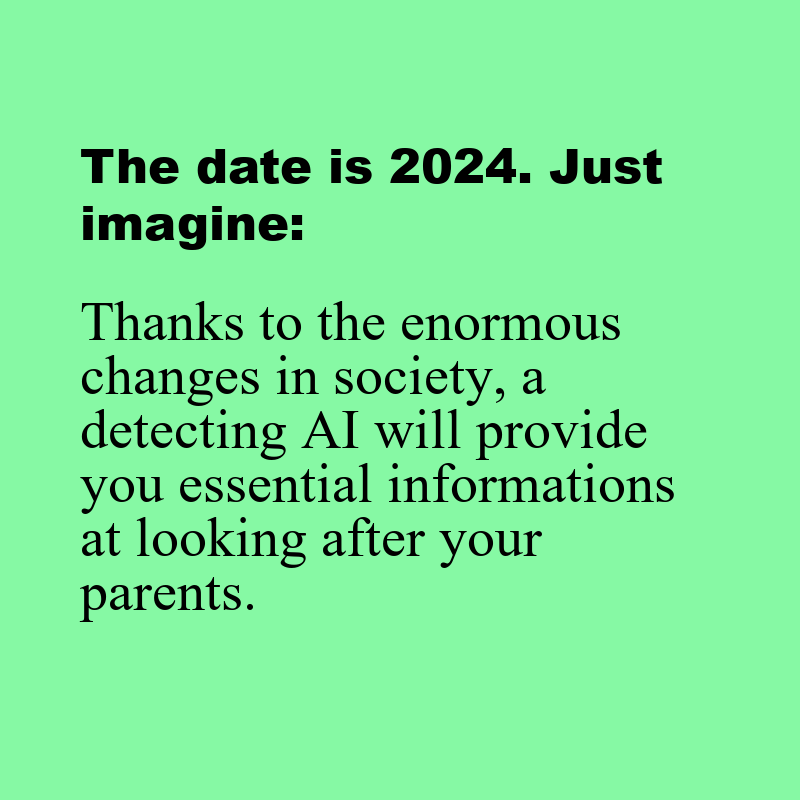 The date is 2024. Just
imagine:
Thanks to the enormous
changes in society, a
detecting AI will provide
you essential informations
at looking after your
parents.